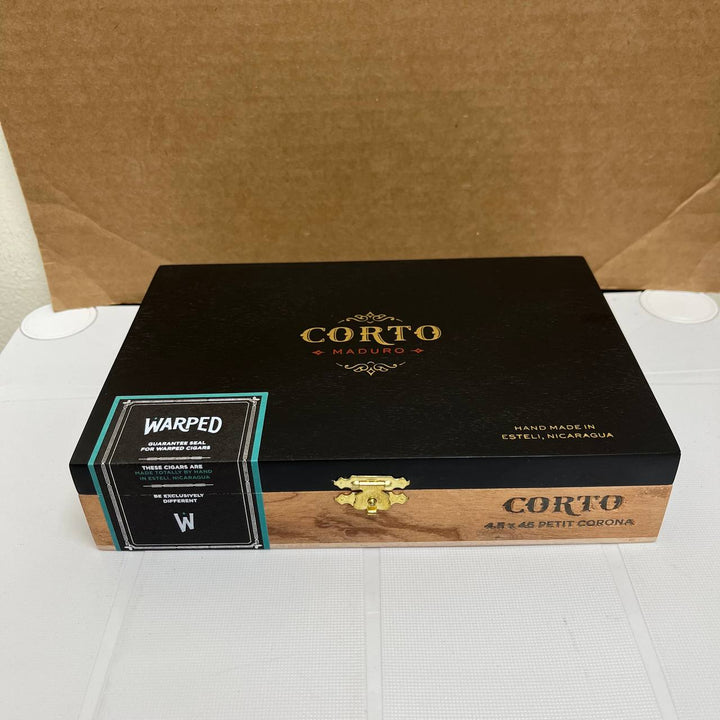 CORTO
MADURO
HAND MADE IN
ESTELI, NICARAGUA
WARPED
GUARANTEE SEAL
FOR WARPED CIGARS
THESE CIGARS ARE
MADE TOTALLY BY HAND
IN ESTELI, NICARAGUA
BE EXCLUSIVELY
DIFFERENT
W
CORTO
PETIT CORONA